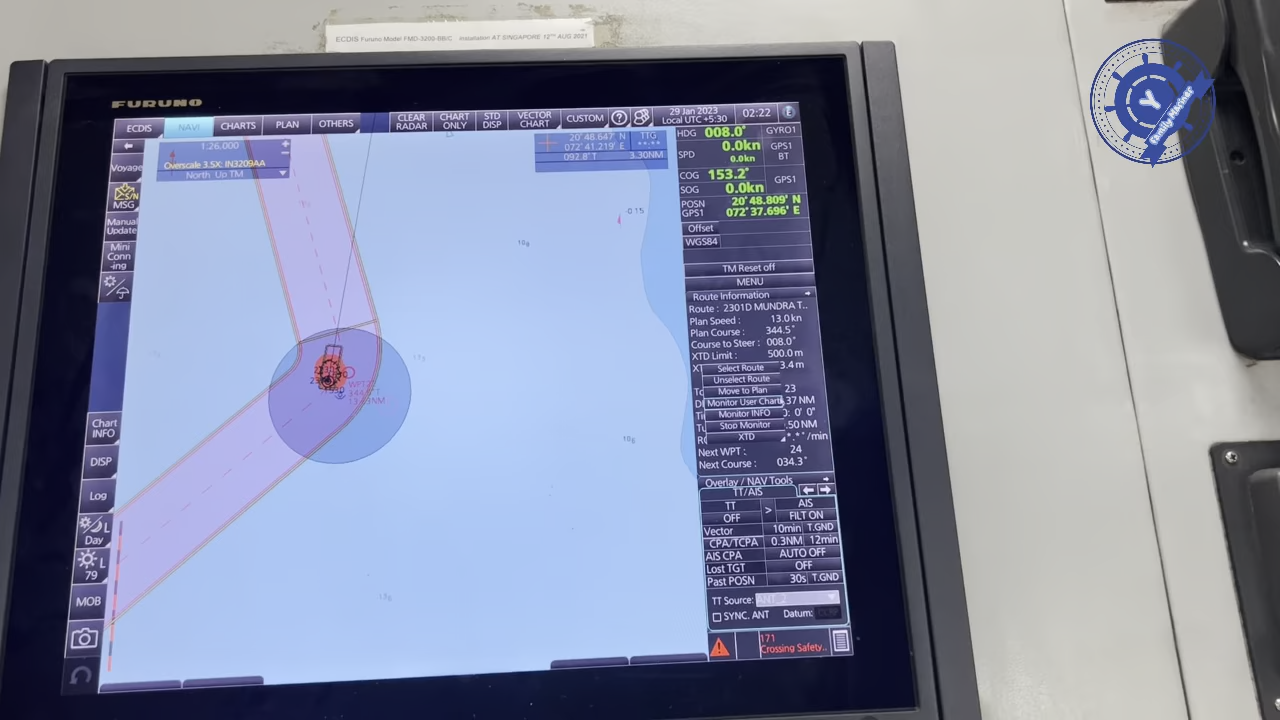 ECDIS Furuno Model FMD-3200-BB/C installation AT SINGAPORE 12TH AUG 2021
FURUNO
ECDIS NAVI CHARTS PLAN OTHERS
CLEAR RADAR
CHART ONLY
STD DISP
VECTOR CHART
CUSTOM
29 Jan 2023
Local UTC+5:30
02:22
1:26,000
Overscale 3.5X: IN3209AA
North Up TM
20°48.647' N
072°41.219' E
092.8°T 3.30NM
TTG
Voyage
MSG
Manual Update
Mini Conn -ing
Chart INFO
DISP
Log
Day
L
79
MOB
HDG 008.0° GYRO1
SPD 0.0kn GPS1
0.0kn BT
COG 153.2° GPS1
SOG 0.0kn
POSN 20°48.809' N
GPS1 072°37.696' E
Offset
WGS84
TM Reset off
MENU
Route Information
Route : 2301D MUNDRA T..
Plan Speed : 13.0kn
Plan Course : 344.5°
Course to Steer : 008.0°
XTD Limit : 500.0 m
3.4 m
Select Route
Unselect Route
Move to Plan 23
Monitor User Chart .37 NM
Monitor INFO 0: 0' 0"
Stop Monitor .50 NM
XTD *.*°/min
Next WPT : 24
Next Course : 034.3°
Overlay / NAV Tools
TT/AIS
TT OFF > AIS FILT ON
Vector 10min T.GND
CPA/TCPA 0.3NM 12min
AIS CPA AUTO OFF
Lost TGT OFF
Past POSN 30s T.GND
TT Source: ANT 2
SYNC. ANT Datum:
171
Crossing Safety..
Family Mariner
Y